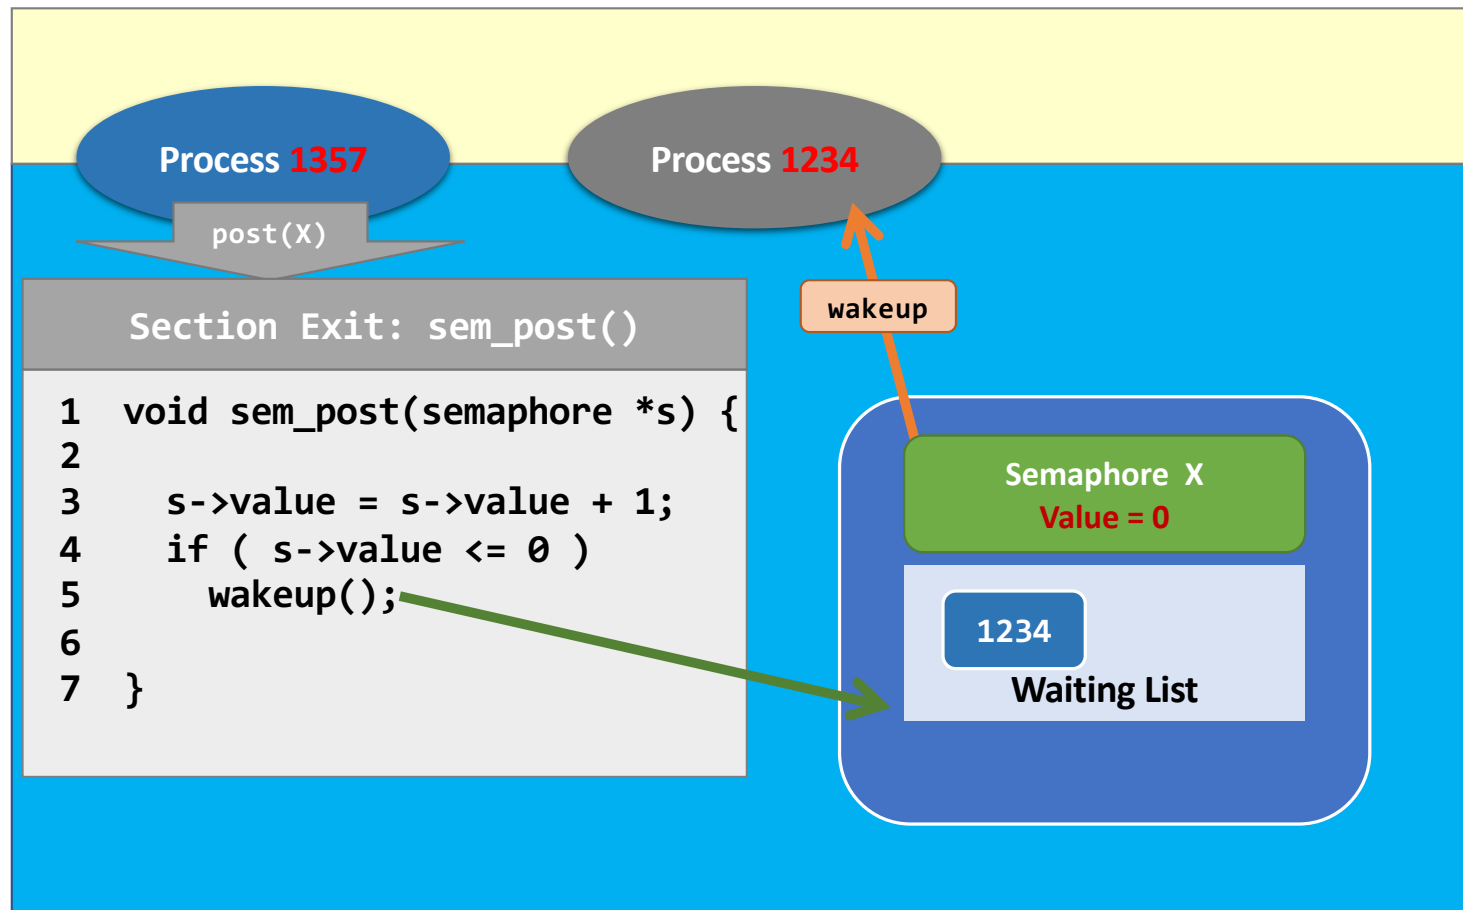 Process 1357
Process 1234
post(X)
wakeup
Section Exit: sem_post()
1 void sem_post(semaphore *s) {
2
3   s->value = s->value + 1;
4   if ( s->value <= 0 )
5     wakeup();
6
7 }
Semaphore X
Value = 0
1234
Waiting List